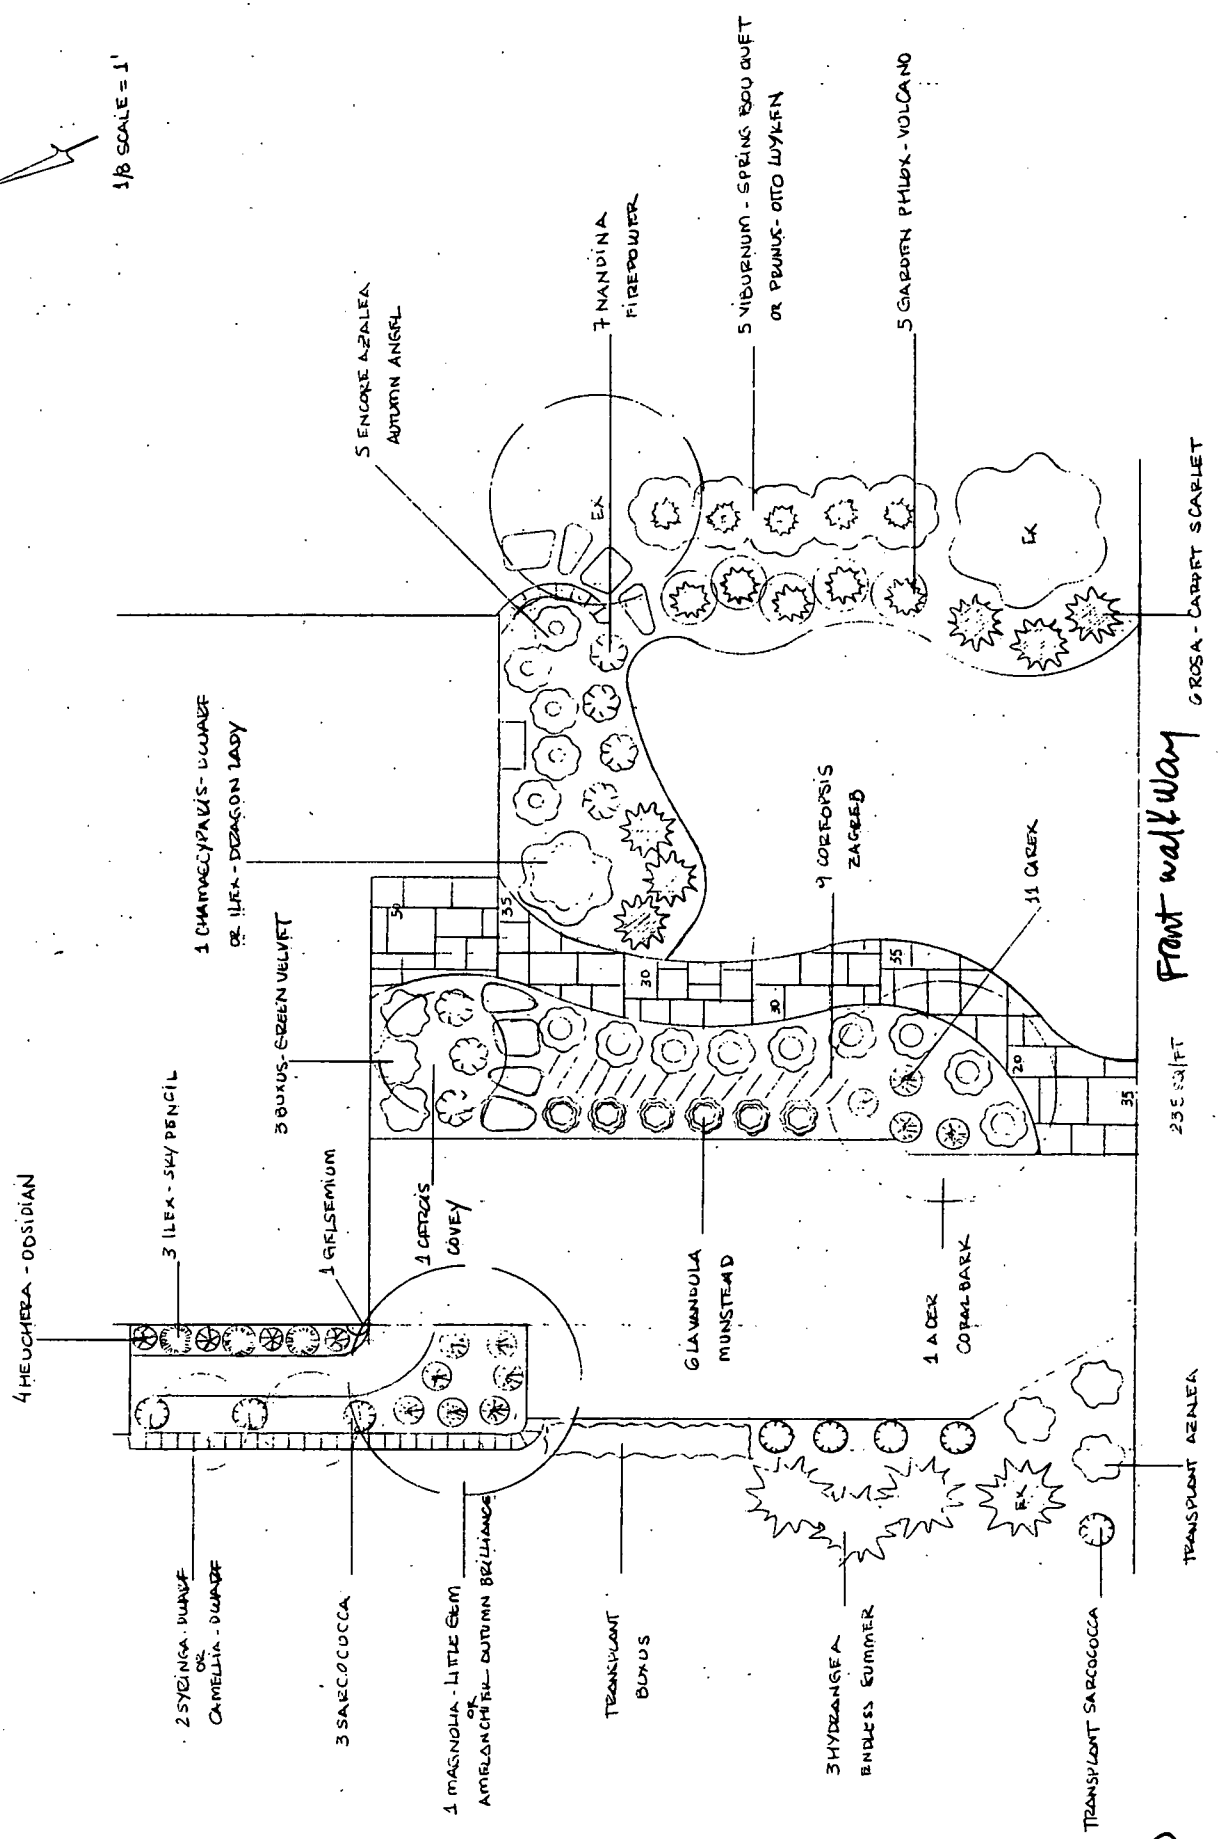 1/8 SCALE = 1'
5 ENCORE AZALEA
AUTUMN ANGEL
7 NANDINA
FIREPOWER
5 VIBURNUM - SPRING BOUQUET
OR PRUNUS - OTTO LUYKEN
5 GARDEN PHLOX - VOLCANO
1 CHAMAECYPARIS - DWARF
OR ILEX - DRAGON LADY
3 BUXUS - GREEN VELVET
4 HEUCHERA - OBSIDIAN
3 ILEX - SKY PENCIL
1 GELSEMIUM
1 CERCIS
COVEY
6 LAVANDULA
MUNSTEAD
1 ACER
CORAL BARK
9 COREOPSIS
ZAGREB
11 CAREX
6 ROSA - CARPET SCARLET
Front walkway
235 SQ/FT
EX
EX
EX
50
35
30
30
35
20
35
2 SYRINGA - DWARF
OR
CAMELLIA - DWARF
3 SARCOCOCCA
1 MAGNOLIA - LITTLE GEM
OR
AMELANCHIER AUTUMN BRILLIANCE
TRANSPLANT
BUXUS
3 HYDRANGEA
ENDLESS SUMMER
TRANSPLANT SARCOCOCCA
TRANSPLANT AZALEA